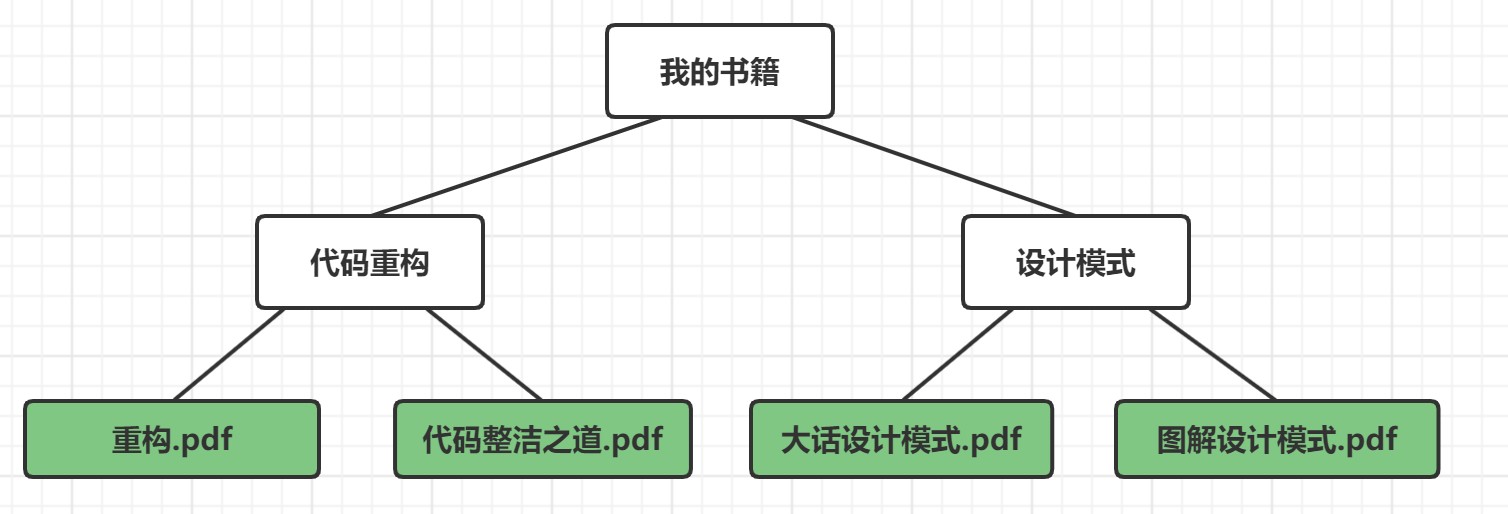 我的书籍
代码重构
设计模式
重构.pdf
代码整洁之道.pdf
大话设计模式.pdf
图解设计模式.pdf